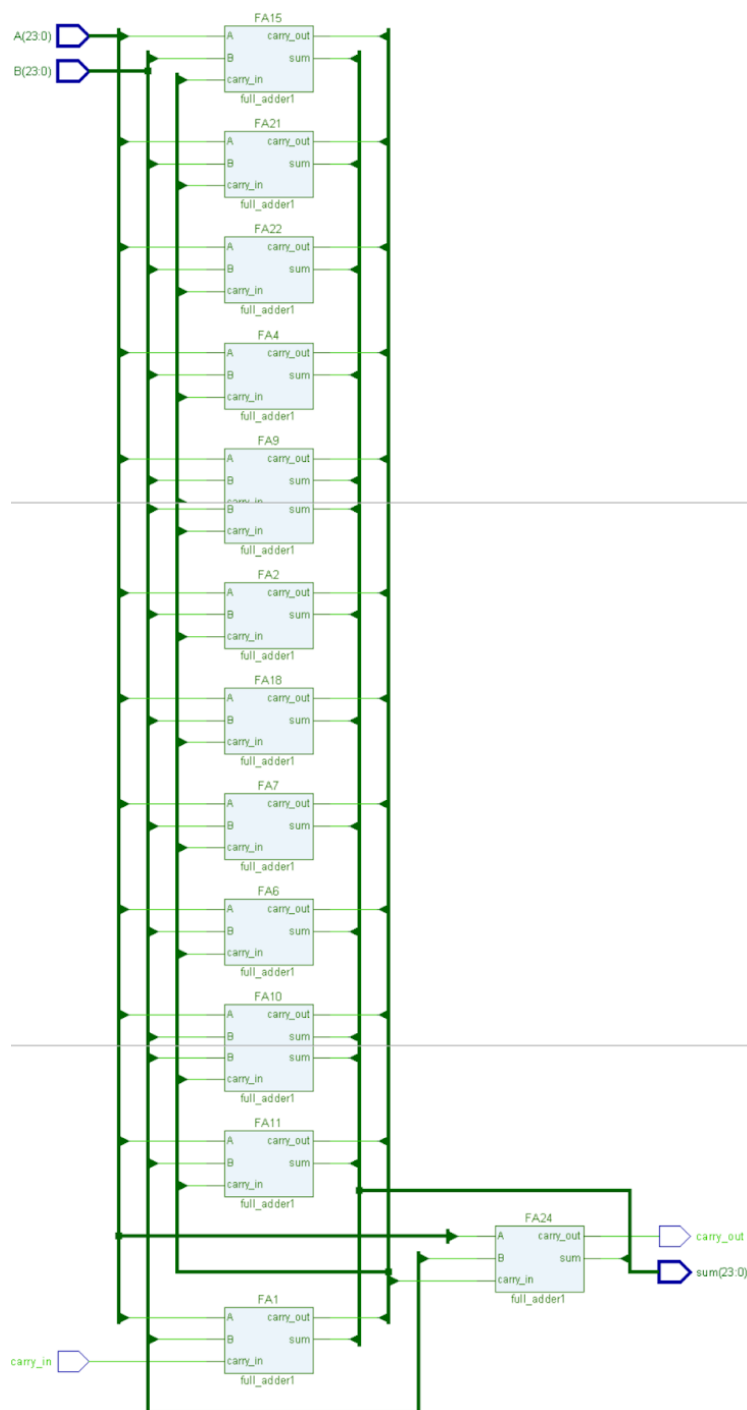 FA15
A(23:0)
A carry_out
B sum
B(23:0)
carry_in
full_adder1
FA21
A carry_out
B sum
carry_in
full_adder1
FA22
A carry_out
B sum
carry_in
full_adder1
FA4
A carry_out
B sum
carry_in
full_adder1
FA9
A carry_out
B sum
carry_in
B sum
carry_in
full_adder1
FA2
A carry_out
B sum
carry_in
full_adder1
FA18
A carry_out
B sum
carry_in
full_adder1
FA7
A carry_out
B sum
carry_in
full_adder1
FA6
A carry_out
B sum
carry_in
full_adder1
FA10
A carry_out
B sum
B sum
carry_in
full_adder1
FA11
A carry_out
B sum
carry_in
full_adder1
FA24
A carry_out
carry_out
B sum
sum(23:0)
carry_in
full_adder1
FA1
A carry_out
B sum
carry_in
carry_in
full_adder1